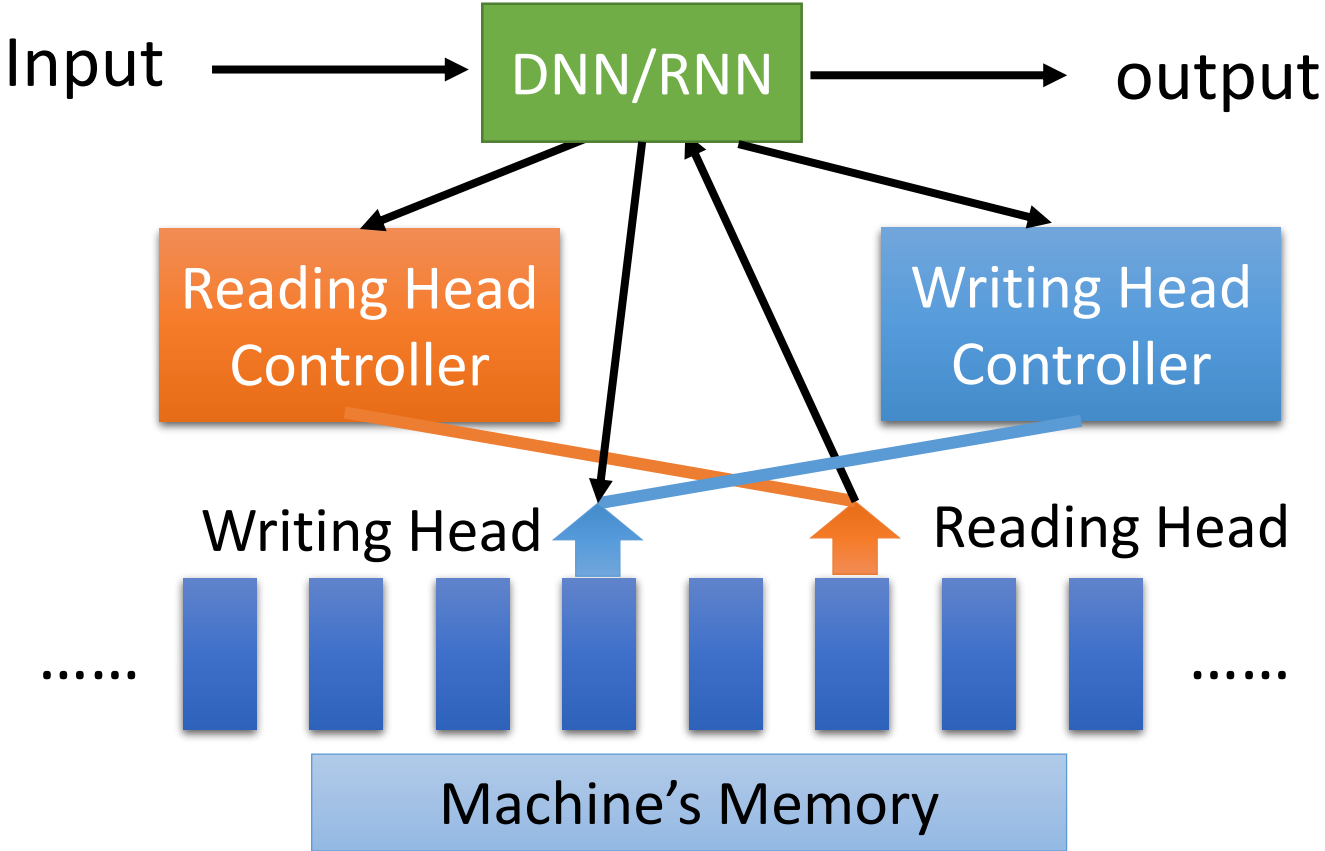 Input
DNN/RNN
output
Reading Head
Controller
Writing Head
Controller
Writing Head
Reading Head
……
……
Machine’s Memory